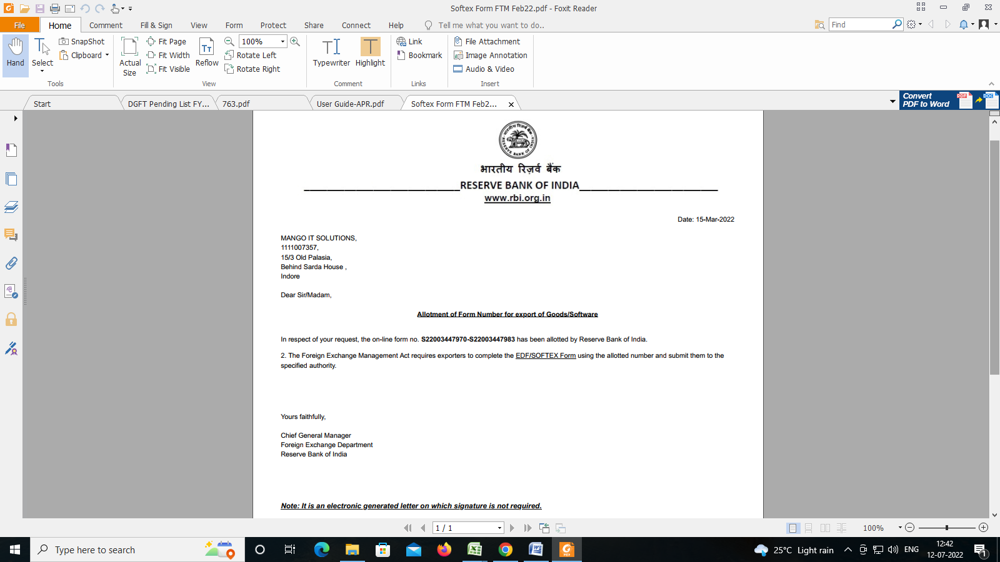 Softex Form FTM Feb22.pdf - Foxit Reader
File Home Comment Fill & Sign View Form Protect Share Connect Help Tell me what you want to do.. Find
Hand
Select
SnapShot
Clipboard
Tools
Actual
Size
Fit Page
Fit Width
Fit Visible
Reflow
100%
Rotate Left
Rotate Right
View
Typewriter
Highlight
Comment
Link
Bookmark
Links
File Attachment
Image Annotation
Audio & Video
Insert
Start DGFT Pending List FY... 763.pdf User Guide-APR.pdf Softex Form FTM Feb2...
Convert
PDF to Word
PDF
DOC
भारतीय रिज़र्व बैंक
RESERVE BANK OF INDIA
भारतीय रिज़र्व बैंक
RESERVE BANK OF INDIA
www.rbi.org.in
Date: 15-Mar-2022
MANGO IT SOLUTIONS,
1111007357,
15/3 Old Palasia,
Behind Sarda House ,
Indore
Dear Sir/Madam,
Allotment of Form Number for export of Goods/Software
In respect of your request, the on-line form no. S22003447970-S22003447983 has been allotted by Reserve Bank of India.
2. The Foreign Exchange Management Act requires exporters to complete the EDF/SOFTEX Form using the allotted number and submit them to the
specified authority.
Yours faithfully,
Chief General Manager
Foreign Exchange Department
Reserve Bank of India
Note: It is an electronic generated letter on which signature is not required.
1 / 1
100%
Type here to search
25°C Light rain
ENG
12:42
12-07-2022
1